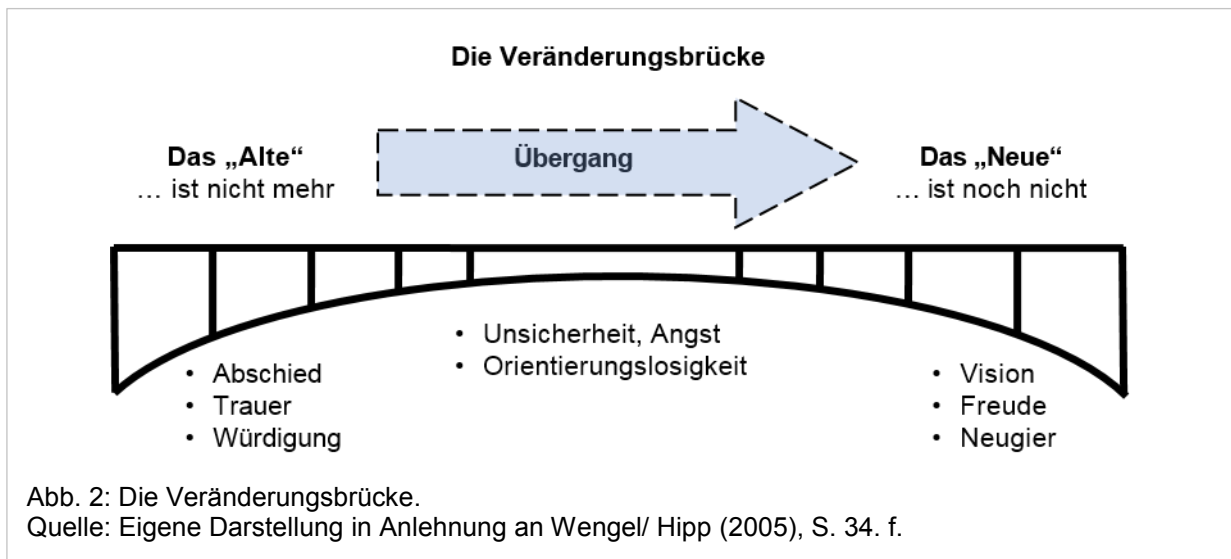 Die Veränderungsbrücke
Das „Alte“
… ist nicht mehr
Übergang
Das „Neue“
… ist noch nicht
• Abschied
• Trauer
• Würdigung
• Unsicherheit, Angst
• Orientierungslosigkeit
• Vision
• Freude
• Neugier
Abb. 2: Die Veränderungsbrücke.
Quelle: Eigene Darstellung in Anlehnung an Wengel/ Hipp (2005), S. 34. f.